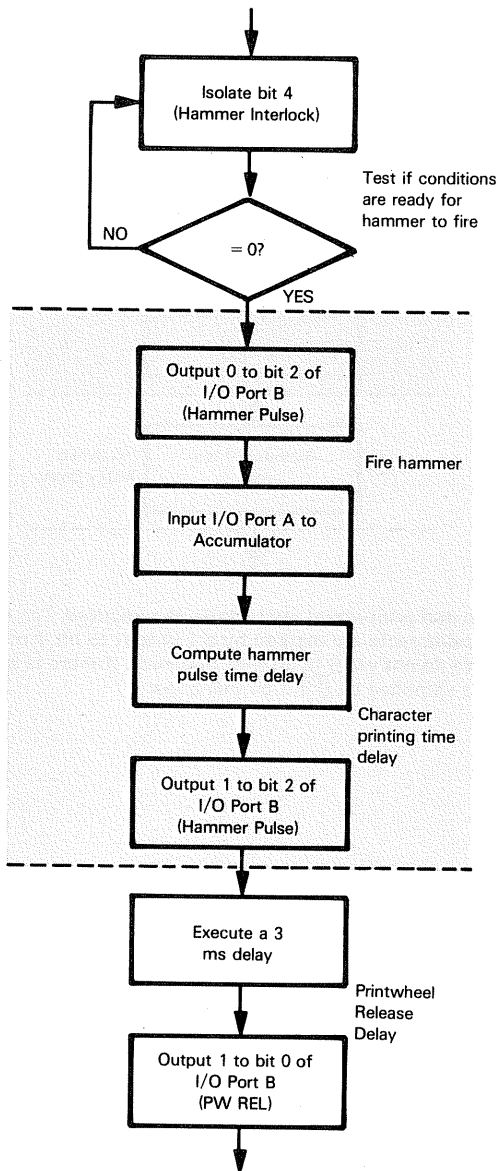 Isolate bit 4
(Hammer Interlock)
Test if conditions
are ready for
hammer to fire
NO
= 0?
YES
Output 0 to bit 2 of
I/O Port B
(Hammer Pulse)
Fire hammer
Input I/O Port A to
Accumulator
Compute hammer
pulse time delay
Character
printing time
delay
Output 1 to bit 2 of
I/O Port B
(Hammer Pulse)
Execute a 3
ms delay
Printwheel
Release
Delay
Output 1 to bit 0 of
I/O Port B
(PW REL)